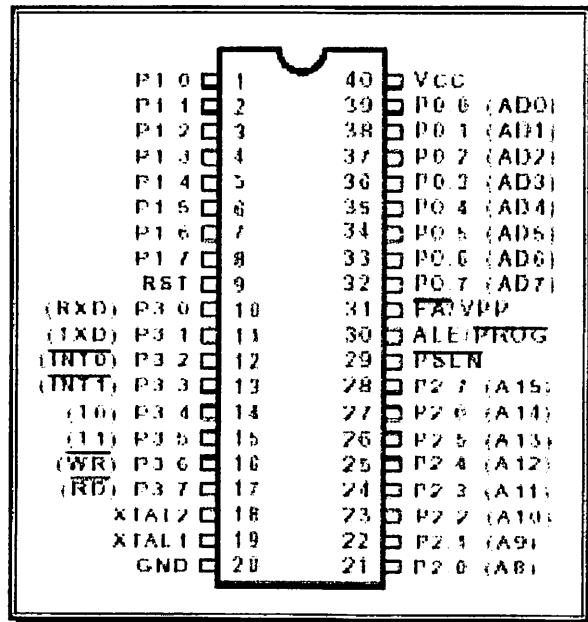 P1 0 1 40 VCC
P1 1 2 39 P0 0 (AD0)
P1 2 3 38 P0 1 (AD1)
P1 3 4 37 P0 2 (AD2)
P1 4 5 36 P0.3 (AD3)
P1 5 6 35 P0 4 (AD4)
P1 6 7 34 P0.5 (AD5)
P1 7 8 33 P0.6 (AD6)
RST 9 32 P0.7 (AD7)
(RXD) P3 0 10 31 EA/VPP
(TXD) P3 1 11 30 ALE/PROG
(INT0) P3 2 12 29 PSEN
(INT1) P3 3 13 28 P2.7 (A15)
(T0) P3 4 14 27 P2 6 (A14)
(T1) P3 5 15 26 P2 5 (A13)
(WR) P3 6 16 25 P2 4 (A12)
(RD) P3 7 17 24 P2 3 (A11)
XTAL2 18 23 P2 2 (A10)
XTAL1 19 22 P2.1 (A9)
GND 20 21 P2.0 (A8)